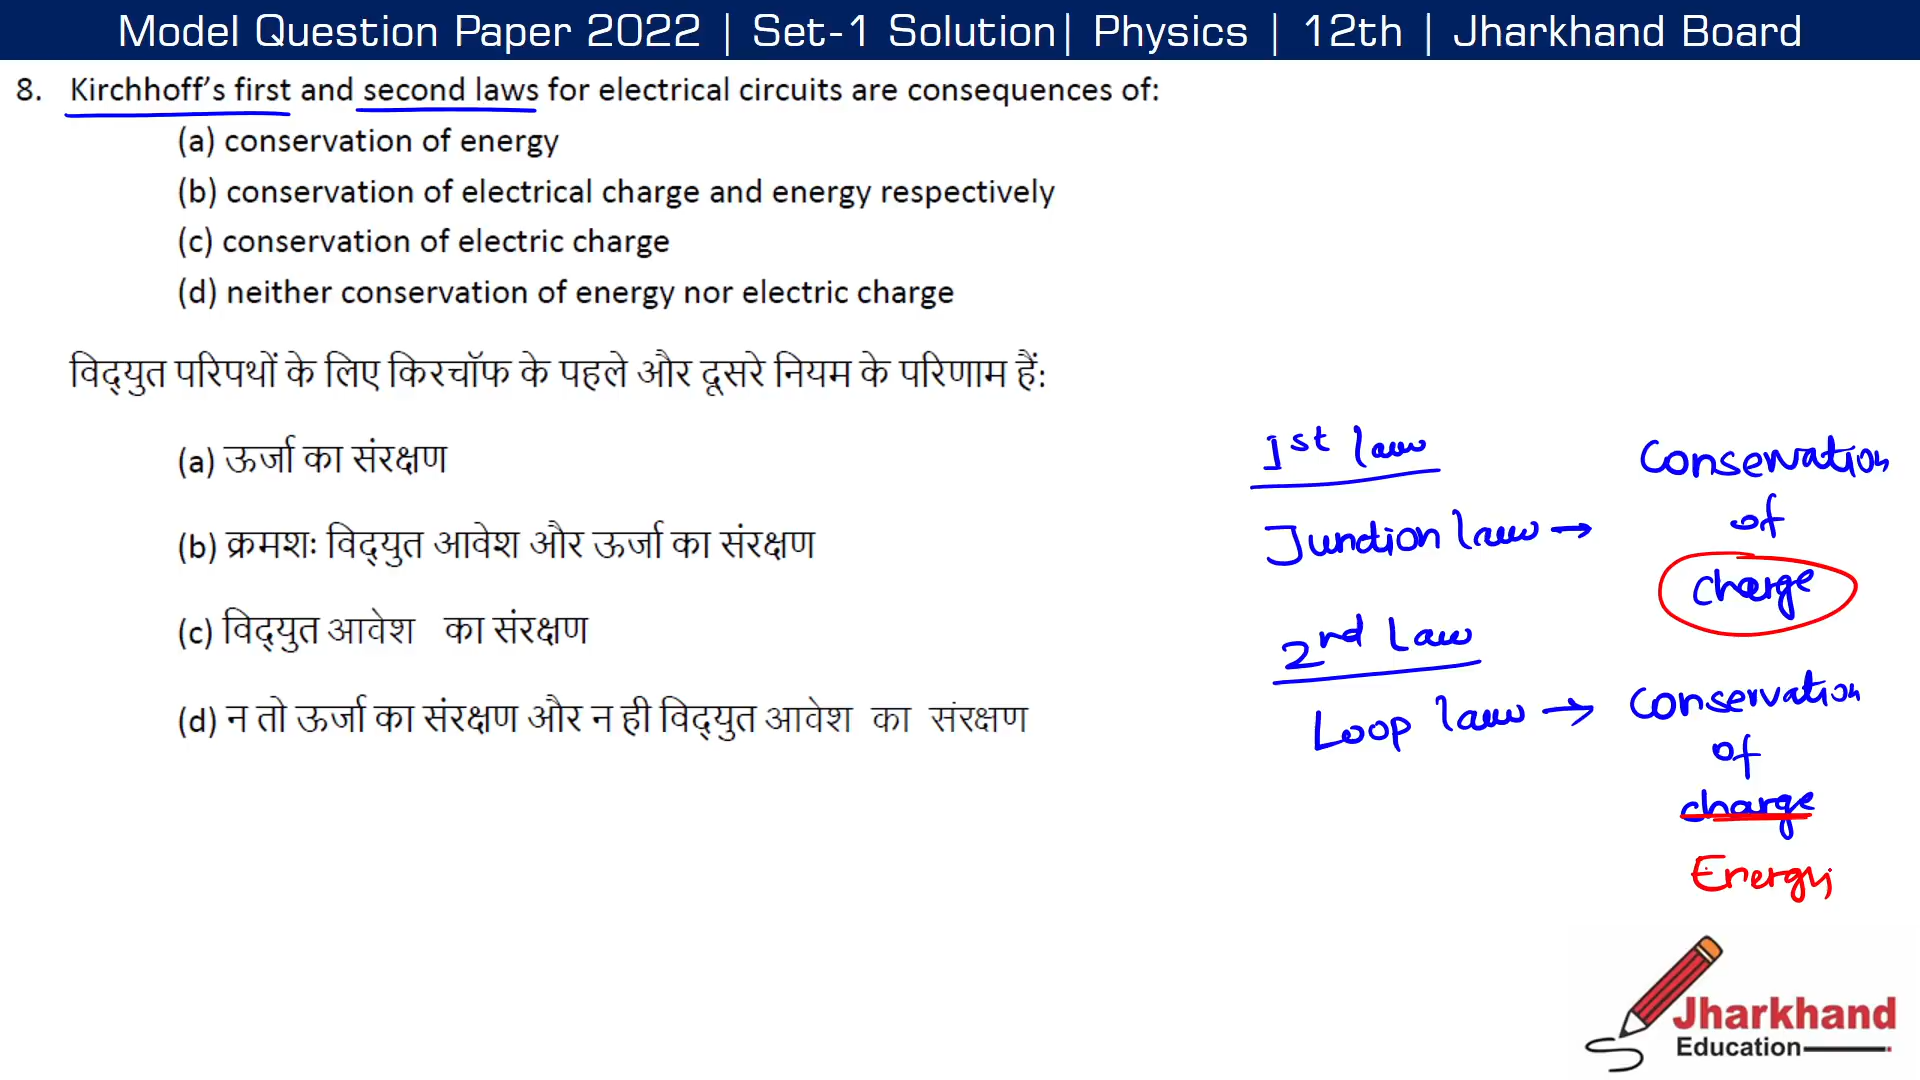 Model Question Paper 2022 | Set-1 Solution| Physics | 12th | Jharkhand Board
8. Kirchhoff's first and second laws for electrical circuits are consequences of:
(a) conservation of energy
(b) conservation of electrical charge and energy respectively
(c) conservation of electric charge
(d) neither conservation of energy nor electric charge
विद्युत परिपथों के लिए किरचॉफ के पहले और दूसरे नियम के परिणाम हैं:
(a) ऊर्जा का संरक्षण
(b) क्रमशः विद्युत आवेश और ऊर्जा का संरक्षण
(c) विद्युत आवेश का संरक्षण
(d) न तो ऊर्जा का संरक्षण और न ही विद्युत आवेश का संरक्षण
1st law
Junction law →
Conservation
of
charge
2nd Law
Loop law →
conservation
of
charge
Energy
Jharkhand
Education